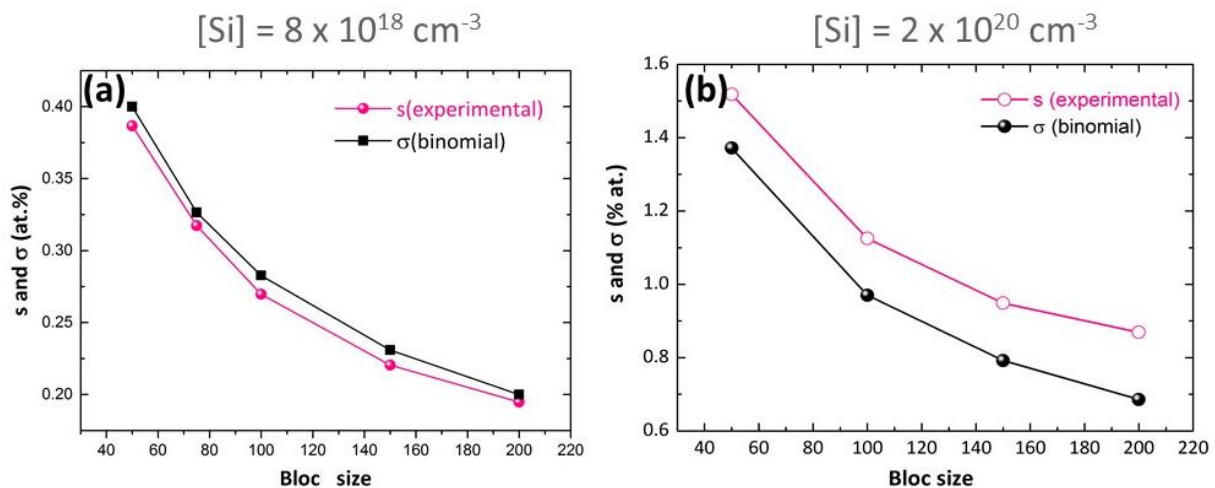 [Si] = 8 x 10¹⁸ cm⁻³
(a)
s(experimental)
σ(binomial)
0.40
0.35
0.30
0.25
0.20
s and σ (at.%)
40 60 80 100 120 140 160 180 200 220
Bloc size
[Si] = 2 x 10²⁰ cm⁻³
(b)
s (experimental)
σ (binomial)
1.6
1.4
1.2
1.0
0.8
0.6
s and σ (% at.)
40 60 80 100 120 140 160 180 200 220
Bloc size